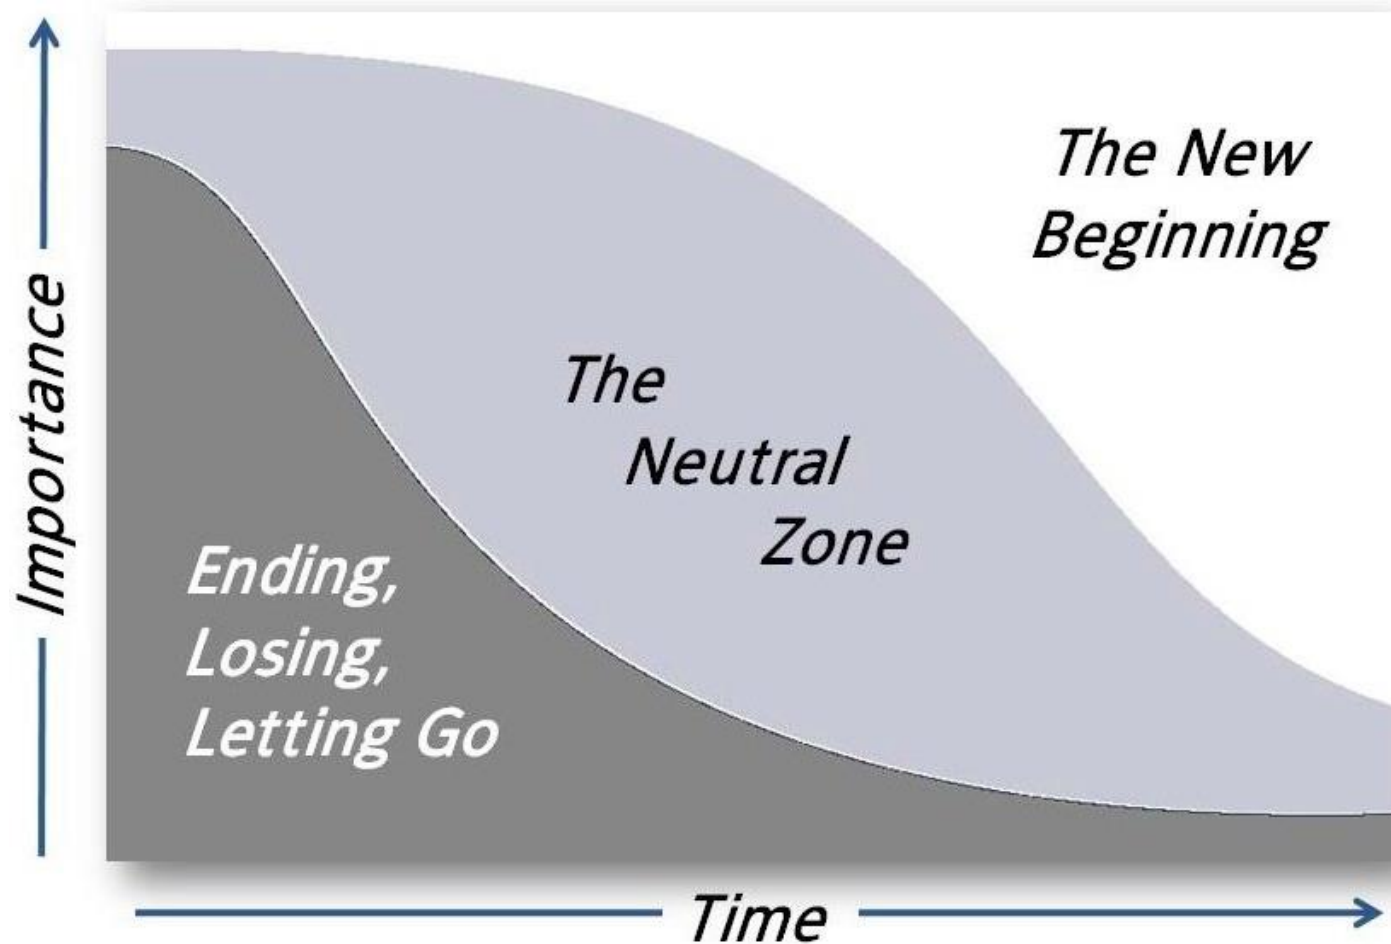 The New
Beginning
Importance
The
Neutral
Zone
Ending,
Losing,
Letting Go
Time